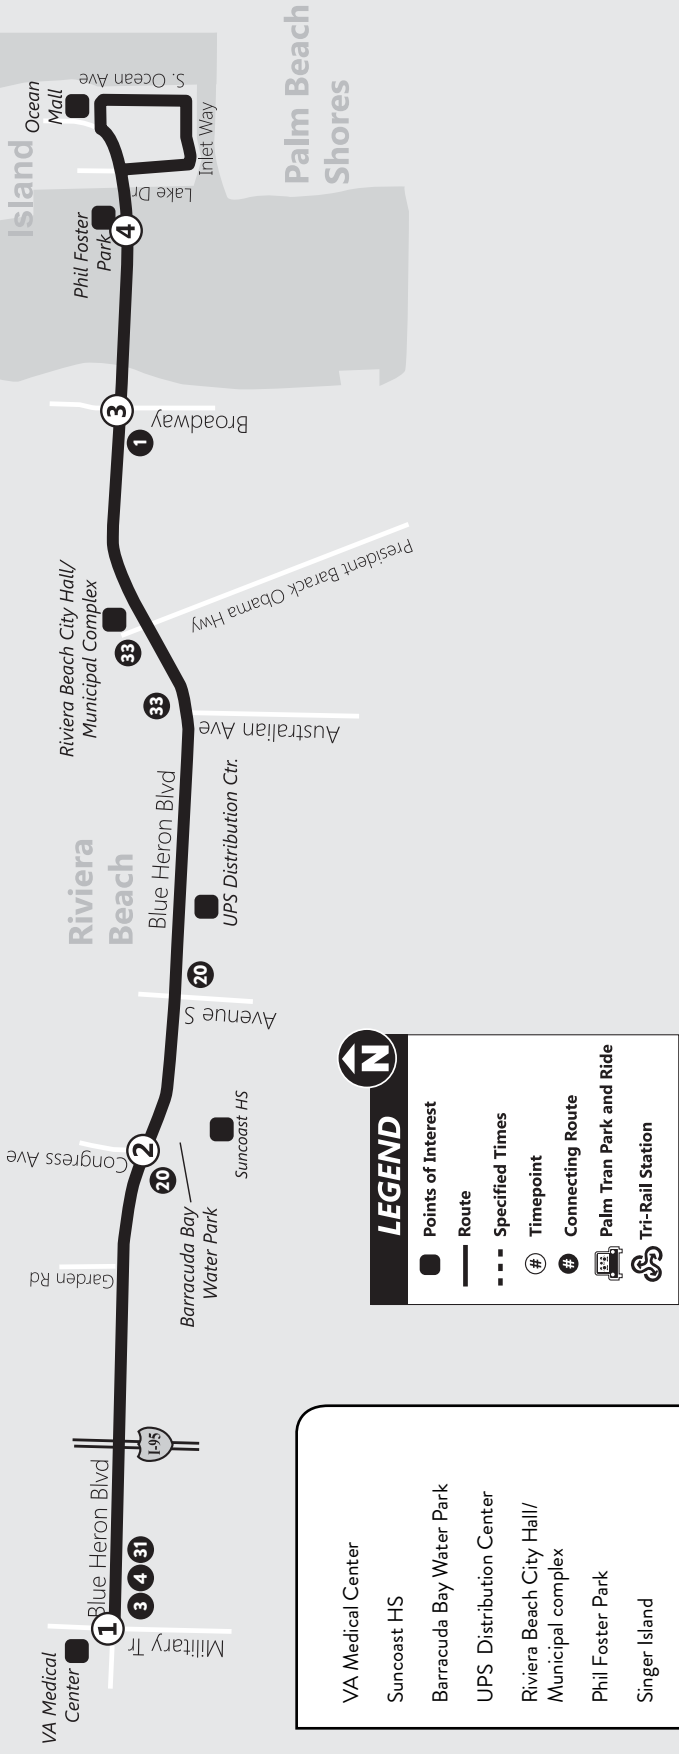 VA Medical
Center
Military Tr
1
3
4
31
Blue Heron Blvd
I-95
Garden Rd
Congress Ave
2
20
Barracuda Bay
Water Park
Suncoast HS
Avenue S
20
Riviera
Beach
Blue Heron Blvd
UPS Distribution Ctr.
Australian Ave
33
33
Riviera Beach City Hall/
Municipal Complex
President Barack Obama Hwy
Broadway
3
1
Phil Foster
Park
4
Lake Dr
Island
Ocean
Mall
S. Ocean Ave
Inlet Way
Palm Beach
Shores
N
LEGEND
Points of Interest
Route
Specified Times
# Timepoint
# Connecting Route
Palm Tran Park and Ride
Tri-Rail Station
VA Medical Center
Suncoast HS
Barracuda Bay Water Park
UPS Distribution Center
Riviera Beach City Hall/
Municipal complex
Phil Foster Park
Singer Island